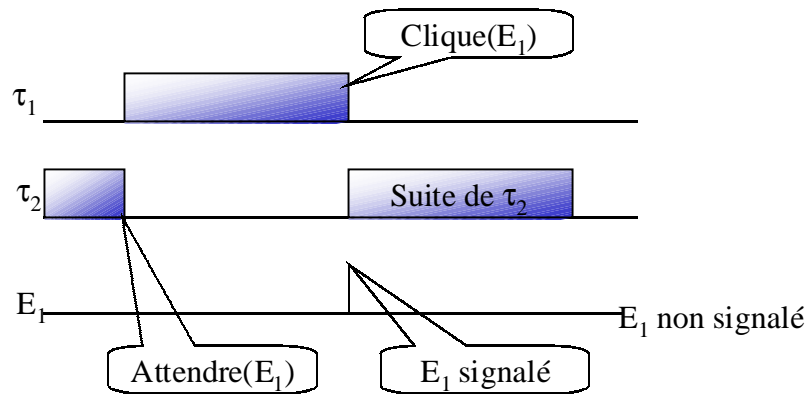 Clique(E₁)
τ₁
τ₂
Suite de τ₂
E₁
E₁ non signalé
Attendre(E₁)
E₁ signalé